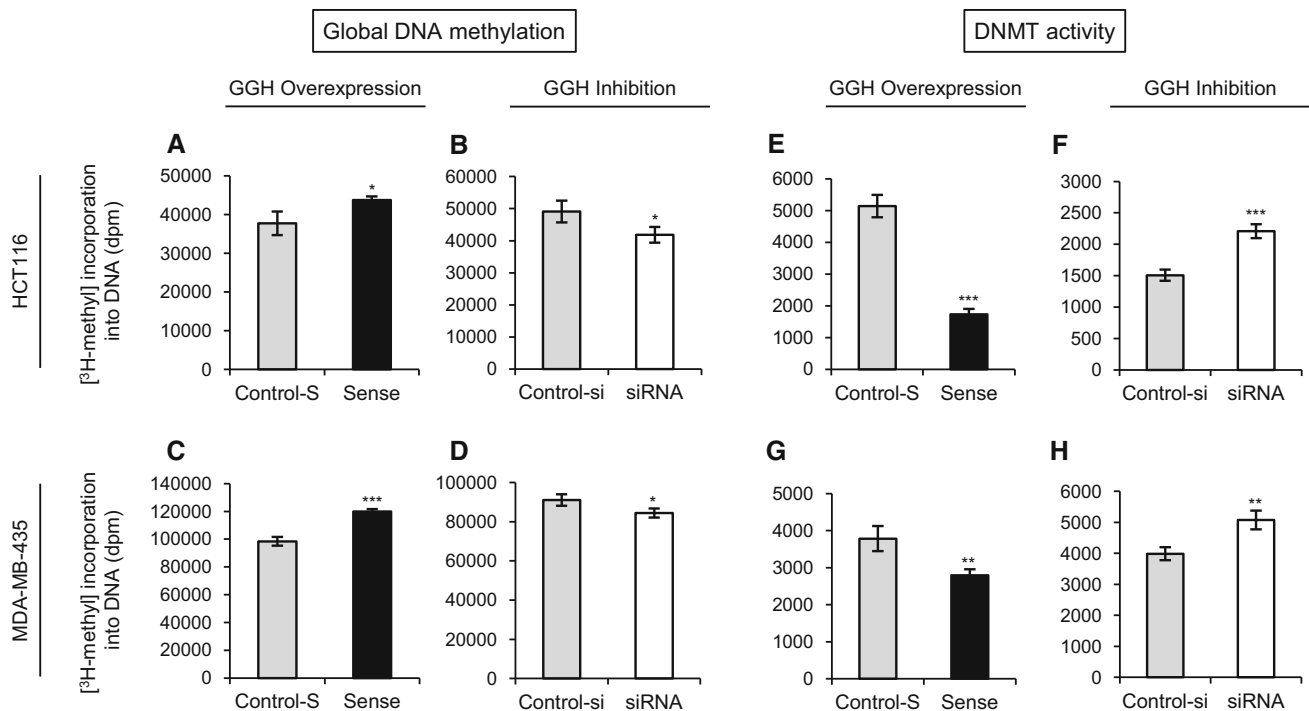 Global DNA methylation
DNMT activity
GGH Overexpression
GGH Inhibition
GGH Overexpression
GGH Inhibition
HCT116
[³H-methyl] incorporation
into DNA (dpm)
A
50000
40000
30000
20000
10000
0
*
Control-S Sense
B
60000
50000
40000
30000
20000
10000
0
*
Control-si siRNA
E
6000
5000
4000
3000
2000
1000
0
***
Control-S Sense
F
3000
2500
2000
1500
1000
500
0
***
Control-si siRNA
MDA-MB-435
[³H-methyl] incorporation
into DNA (dpm)
C
140000
120000
100000
80000
60000
40000
20000
0
***
Control-S Sense
D
100000
80000
60000
40000
20000
0
*
Control-si siRNA
G
5000
4000
3000
2000
1000
0
**
Control-S Sense
H
6000
5000
4000
3000
2000
1000
0
**
Control-si siRNA